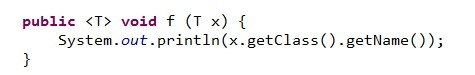 public <T> void f (T x) {
    System.out.println(x.getClass().getName());
}